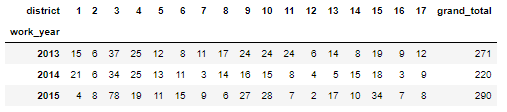 district 1 2 3 4 5 6 7 8 9 10 11 12 13 14 15 16 17 grand_total
work_year
2013 15 6 37 25 12 8 11 17 24 24 24 6 14 8 19 9 12 271
2014 21 6 34 25 13 11 3 14 16 15 8 4 5 15 18 3 9 220
2015 4 8 78 19 11 15 9 6 27 28 7 2 17 10 34 7 8 290